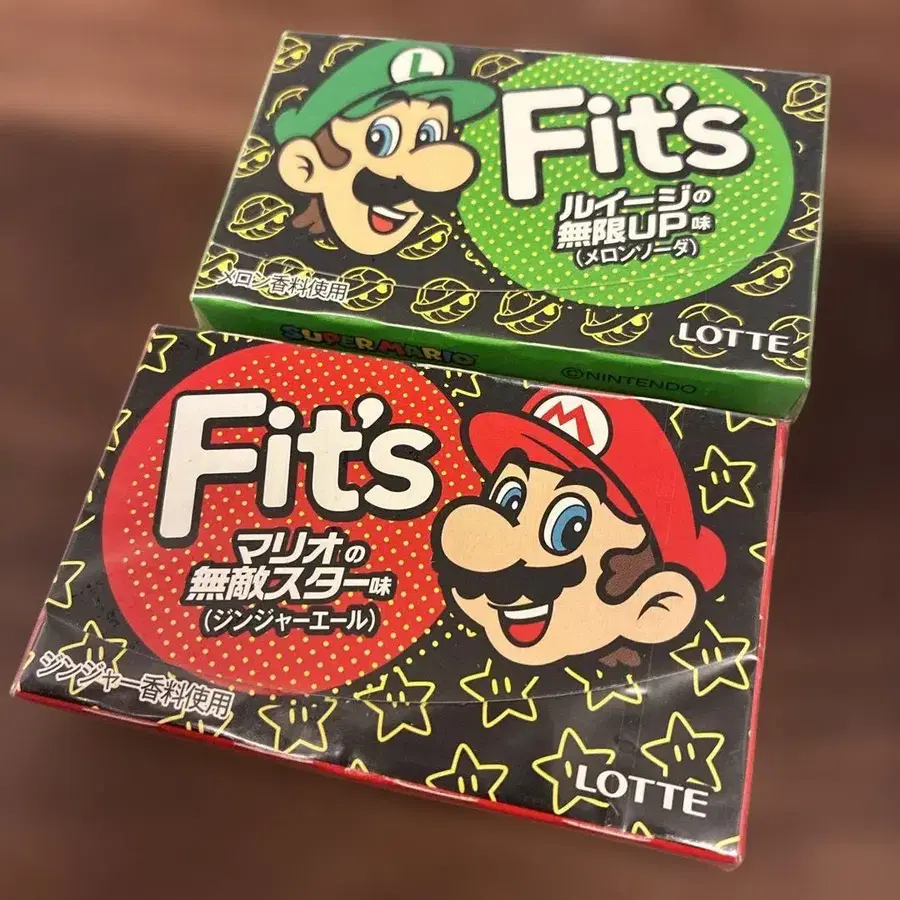 L
Fit's
ルイージの
無限UP味
(メロンソーダ)
メロン香料使用
LOTTE
SUPER MARIO
©NINTENDO
M
Fit's
マリオの
無敵スター味
(ジンジャーエール)
ジンジャー香料使用
LOTTE